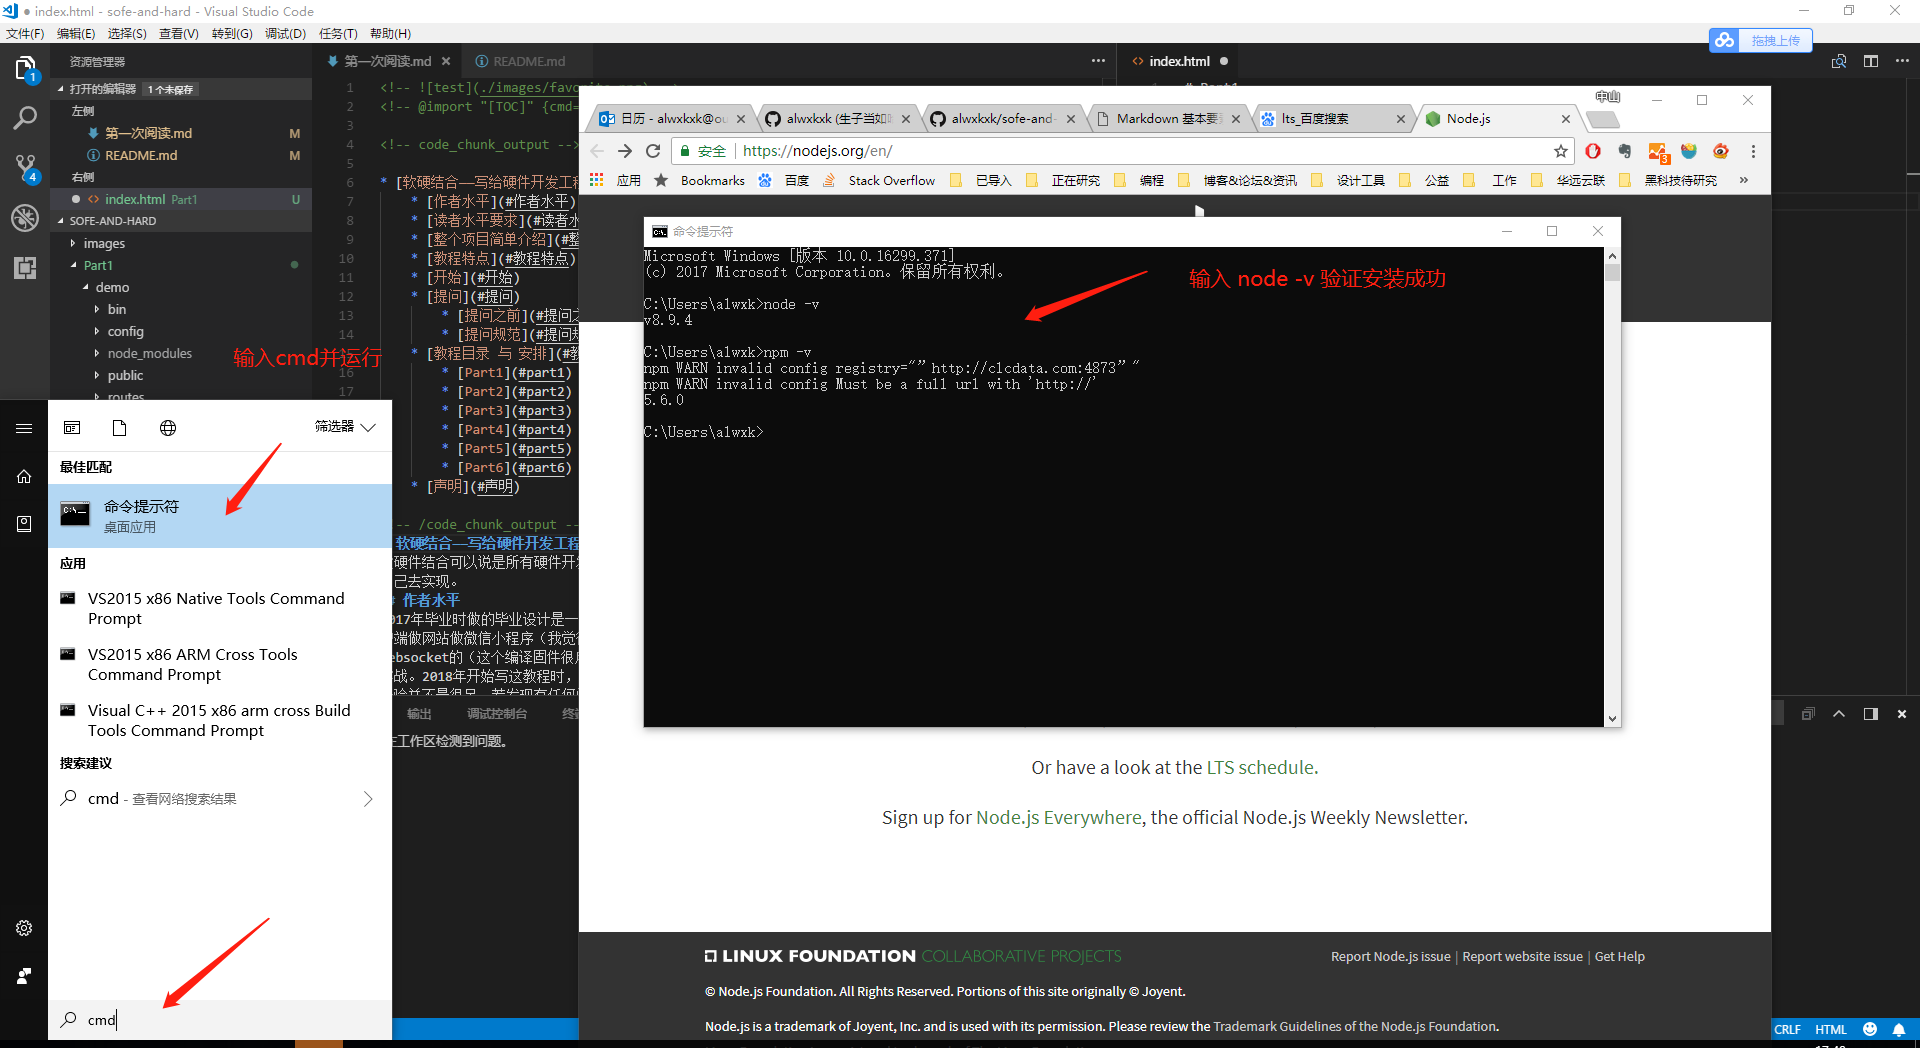 index.html - sofe-and-hard - Visual Studio Code
文件(F) 编辑(E) 选择(S) 查看(V) 转到(G) 调试(D) 任务(T) 帮助(H)
拖拽上传
资源管理器
打开的编辑器 1 个未保存
左侧
第一次阅读.md M
README.md M
右侧
index.html Part1 U
SOFE-AND-HARD
images
Part1
demo
bin
config
node_modules
public
routes
1
4
第一次阅读.md
README.md
index.html
1 <!-- ![test](./images/favorite
2 <!-- @import "[TOC]" {cmd=
3
4 <!-- code_chunk_output -->
5
6 * [软硬结合—写给硬件开发工程
7 * [作者水平](#作者水平)
8 * [读者水平要求](#读者水
9 * [整个项目简单介绍](#整
10 * [教程特点](#教程特点)
11 * [开始](#开始)
12 * [提问](#提问)
13 * [提问之前](#提问之
14 * [提问规范](#提问规
* [教程目录 与 安排](#教
16 * [Part1](#part1)
17 * [Part2](#part2)
* [Part3](#part3)
* [Part4](#part4)
* [Part5](#part5)
* [Part6](#part6)
* [声明](#声明)
-- /code_chunk_output --
软硬结合—写给硬件开发工程
硬件结合可以说是所有硬件开
己去实现。
# 作者水平
017年毕业时做的毕业设计是一
端做网站做微信小程序（我觉得
ebsocket的（这个编译固件很
战。2018年开始写这教程时，
输出 调试控制台
工作区检测到问题。
输入cmd并运行
筛选器
最佳匹配
命令提示符
桌面应用
应用
VS2015 x86 Native Tools Command
Prompt
VS2015 x86 ARM Cross Tools
Command Prompt
Visual C++ 2015 x86 arm cross Build
Tools Command Prompt
搜索建议
cmd - 查看网络搜索结果
cmd
中山
日历 - alwxkxk@ou
alwxkxk (生子当如
alwxkxk/sofe-and-
Markdown 基本要
lts_百度搜索
Node.js
安全 https://nodejs.org/en/
3
应用 Bookmarks 百度 Stack Overflow 已导入 正在研究 编程 博客&论坛&资讯 设计工具 公益 工作 华远云联 黑科技待研究 »
命令提示符
Microsoft Windows [版本 10.0.16299.371]
(c) 2017 Microsoft Corporation。保留所有权利。
C:\Users\alwxk>node -v
v8.9.4
C:\Users\alwxk>npm -v
npm WARN invalid config registry="” http://clcdata.com:4873” "
npm WARN invalid config Must be a full url with 'http://'
5.6.0
C:\Users\alwxk>
输入 node -v 验证安装成功
Or have a look at the LTS schedule.
Sign up for Node.js Everywhere, the official Node.js Weekly Newsletter.
LINUX FOUNDATION COLLABORATIVE PROJECTS
Report Node.js issue | Report website issue | Get Help
© Node.js Foundation. All Rights Reserved. Portions of this site originally © Joyent.
Node.js is a trademark of Joyent, Inc. and is used with its permission. Please review the Trademark Guidelines of the Node.js Foundation.
CRLF HTML